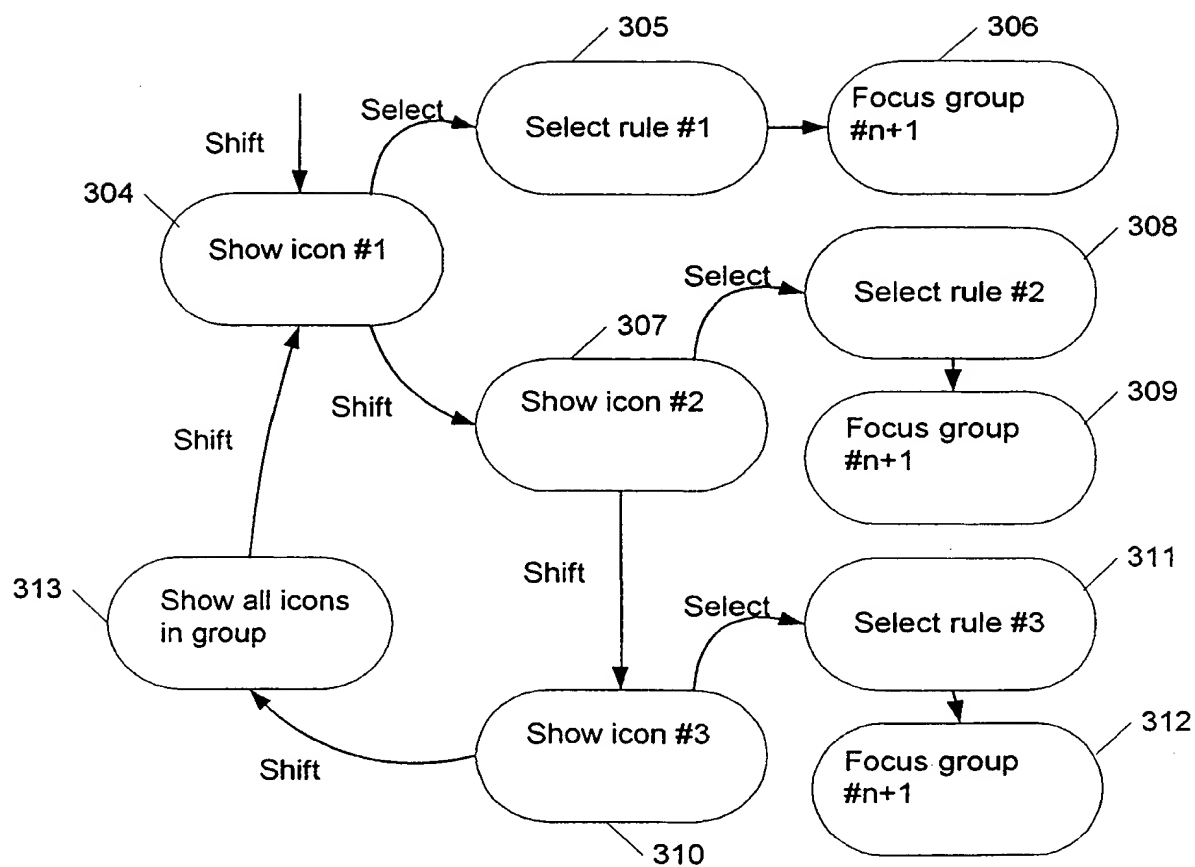 305
306
Select
Select rule #1
Focus group
#n+1
Shift
304
Show icon #1
308
Select
Select rule #2
307
Show icon #2
Shift
309
Focus group
#n+1
Shift
313
Show all icons
in group
Shift
311
Select
Select rule #3
Show icon #3
312
Focus group
#n+1
Shift
310